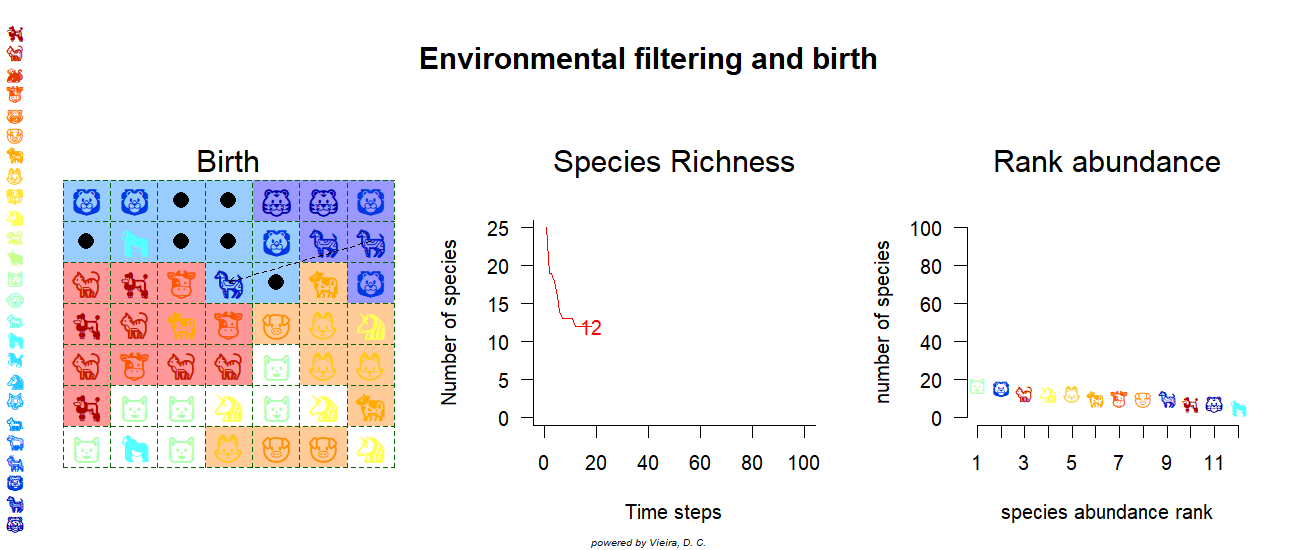 Environmental filtering and birth
Birth
Species Richness
Rank abundance
Number of species
25
20
15
10
5
0
12
0 20 40 60 80 100
Time steps
number of species
100
80
60
40
20
0
1 3 5 7 9 11
species abundance rank
powered by Vieira, D. C.